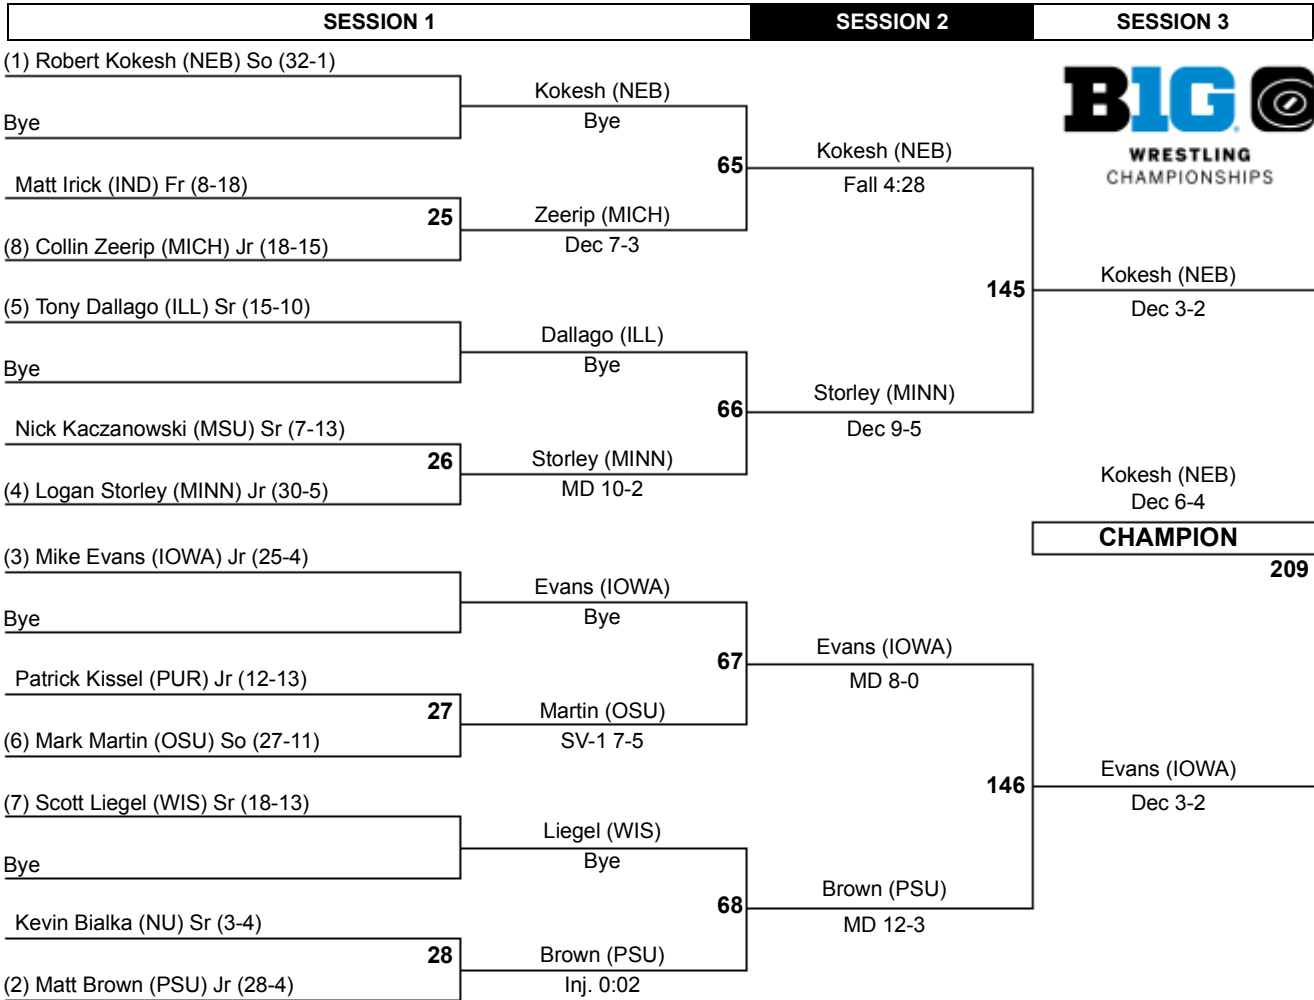 SESSION 1
SESSION 2
SESSION 3
(1) Robert Kokesh (NEB) So (32-1)
Bye
Matt Irick (IND) Fr (8-18)
25
(8) Collin Zeerip (MICH) Jr (18-15)
(5) Tony Dallago (ILL) Sr (15-10)
Bye
Nick Kaczanowski (MSU) Sr (7-13)
26
(4) Logan Storley (MINN) Jr (30-5)
(3) Mike Evans (IOWA) Jr (25-4)
Bye
Patrick Kissel (PUR) Jr (12-13)
27
(6) Mark Martin (OSU) So (27-11)
(7) Scott Liegel (WIS) Sr (18-13)
Bye
Kevin Bialka (NU) Sr (3-4)
28
(2) Matt Brown (PSU) Jr (28-4)
Kokesh (NEB)
Bye
65
Zeerip (MICH)
Dec 7-3
Dallago (ILL)
Bye
66
Storley (MINN)
MD 10-2
Evans (IOWA)
Bye
67
Martin (OSU)
SV-1 7-5
Liegel (WIS)
Bye
68
Brown (PSU)
Inj. 0:02
Kokesh (NEB)
Fall 4:28
145
Storley (MINN)
Dec 9-5
Evans (IOWA)
MD 8-0
146
Brown (PSU)
MD 12-3
B1G
WRESTLING
CHAMPIONSHIPS
Kokesh (NEB)
Dec 3-2
Kokesh (NEB)
Dec 6-4
CHAMPION
209
Evans (IOWA)
Dec 3-2